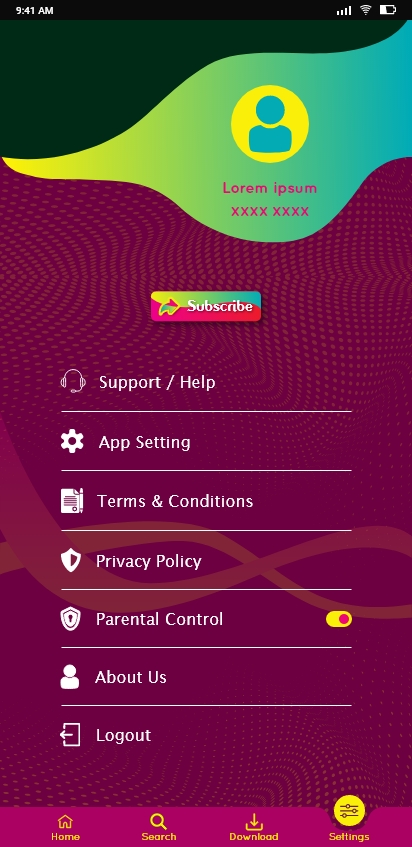 9:41 AM
Lorem ipsum
xxxx xxxx
Subscribe
Support / Help
App Setting
Terms & Conditions
Privacy Policy
Parental Control
About Us
Logout
Home
Search
Download
Settings